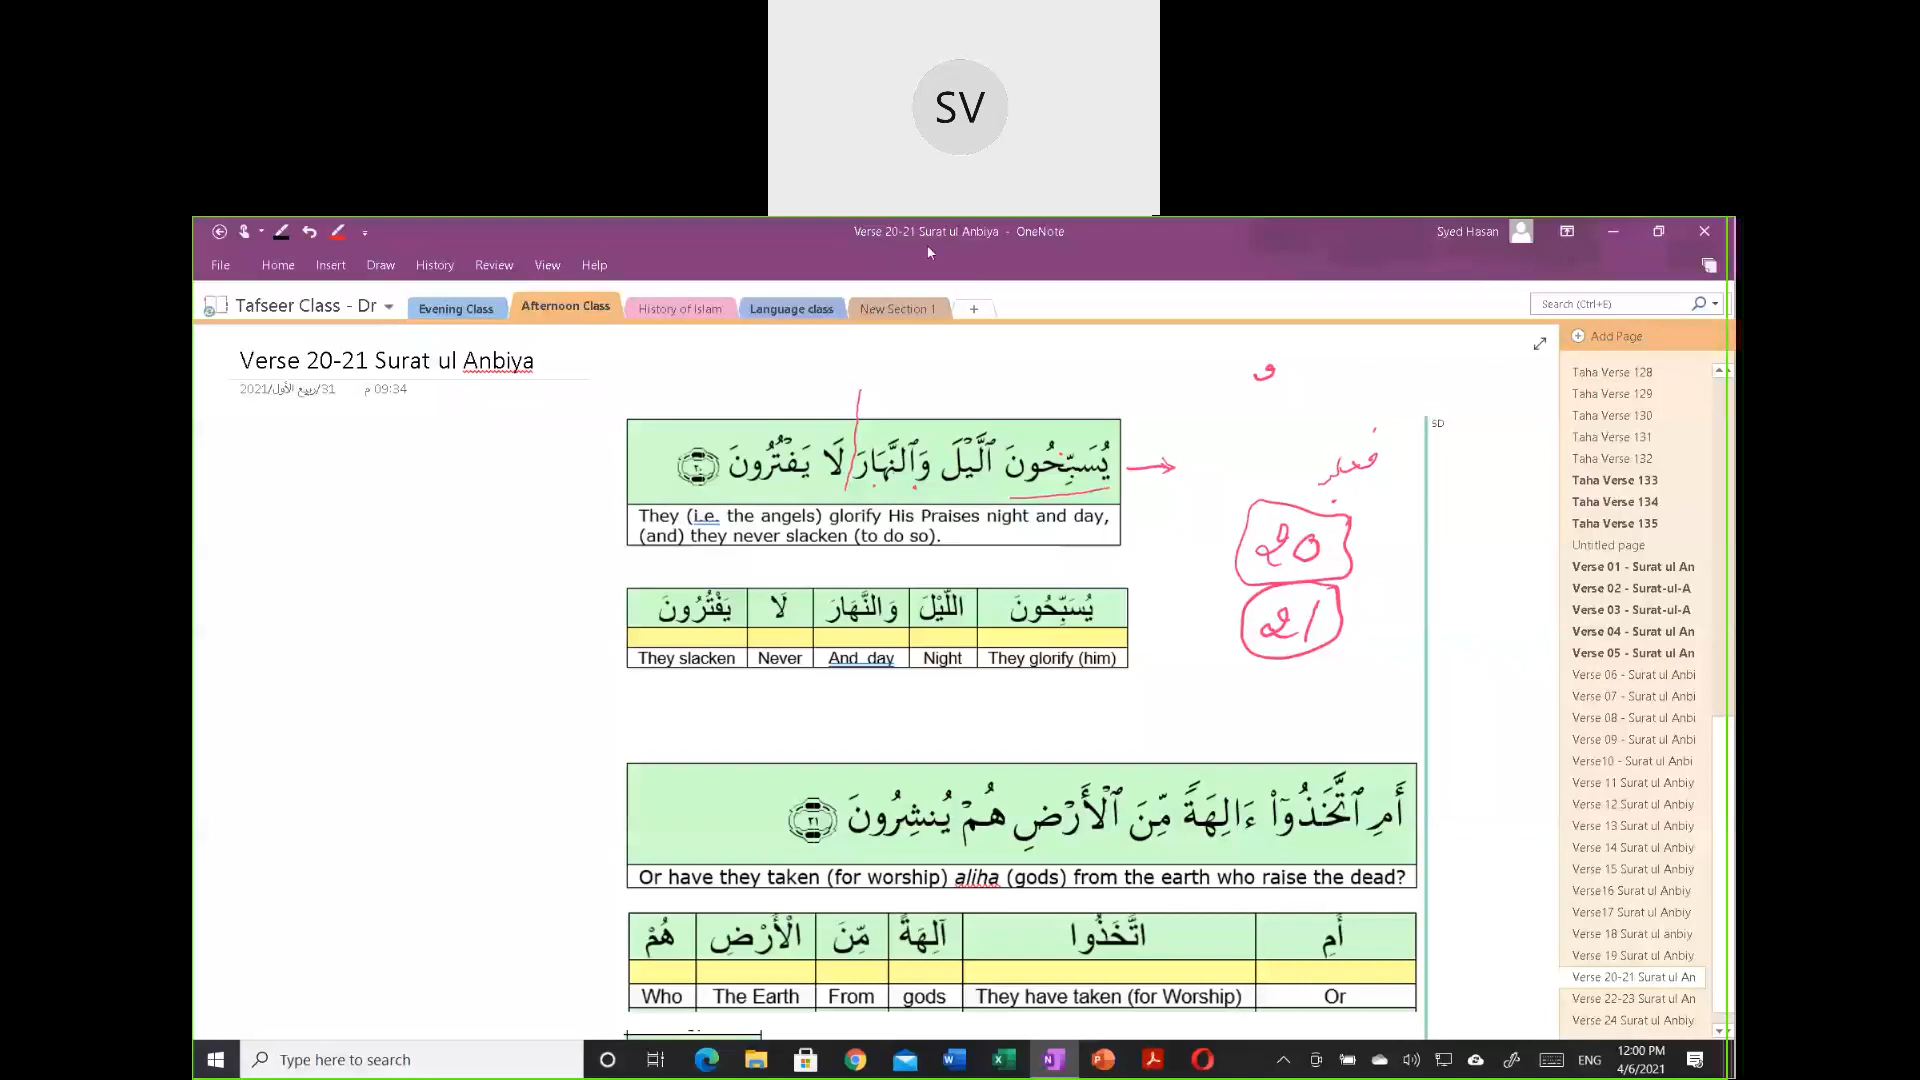 SV
Verse 20-21 Surat ul Anbiya - OneNote
Syed Hasan
File Home Insert Draw History Review View Help
Tafseer Class - Dr
Evening Class
Afternoon Class
History of Islam
Language class
New Section 1
+
Search (Ctrl+E)
Verse 20-21 Surat ul Anbiya
31/ربيع الأول/2021 09:34 م
Add Page
Taha Verse 128
Taha Verse 129
Taha Verse 130
Taha Verse 131
Taha Verse 132
Taha Verse 133
Taha Verse 134
Taha Verse 135
Untitled page
Verse 01 - Surat ul An
Verse 02 - Surat-ul-A
Verse 03 - Surat-ul-A
Verse 04 - Surat ul An
Verse 05 - Surat ul An
Verse 06 - Surat ul Anbi
Verse 07 - Surat ul Anbi
Verse 08 - Surat ul Anbi
Verse 09 - Surat ul Anbi
Verse10 - Surat ul Anbi
Verse 11 Surat ul Anbiy
Verse 12 Surat ul Anbiy
Verse 13 Surat ul Anbiy
Verse 14 Surat ul Anbiy
Verse 15 Surat ul Anbiy
Verse16 Surat ul Anbiy
Verse17 Surat ul Anbiy
Verse 18 Surat ul anbiy
Verse 19 Surat ul Anbiy
Verse 20-21 Surat ul An
Verse 22-23 Surat ul An
Verse 24 Surat ul Anbiy
SD
يُسَبِّحُونَ ٱلَّيْلَ وَٱلنَّهَارَ لَا يَفْتُرُونَ ٢٠
They (i.e. the angels) glorify His Praises night and day,
(and) they never slacken (to do so).
20
21
يُسَبِّحُونَ اللَّيْلَ وَالنَّهَارَ لَا يَفْتُرُونَ
They slacken Never And day Night They glorify (him)
أَمِ ٱتَّخَذُوٓا۟ ءَالِهَةً مِّنَ ٱلْأَرْضِ هُمْ يُنشِرُونَ ٢١
Or have they taken (for worship) aliha (gods) from the earth who raise the dead?
أَمِ اتَّخَذُوا آلِهَةً مِّنَ الْأَرْضِ هُمْ
Who The Earth From gods They have taken (for Worship) Or
Type here to search
ENG
12:00 PM
4/6/2021